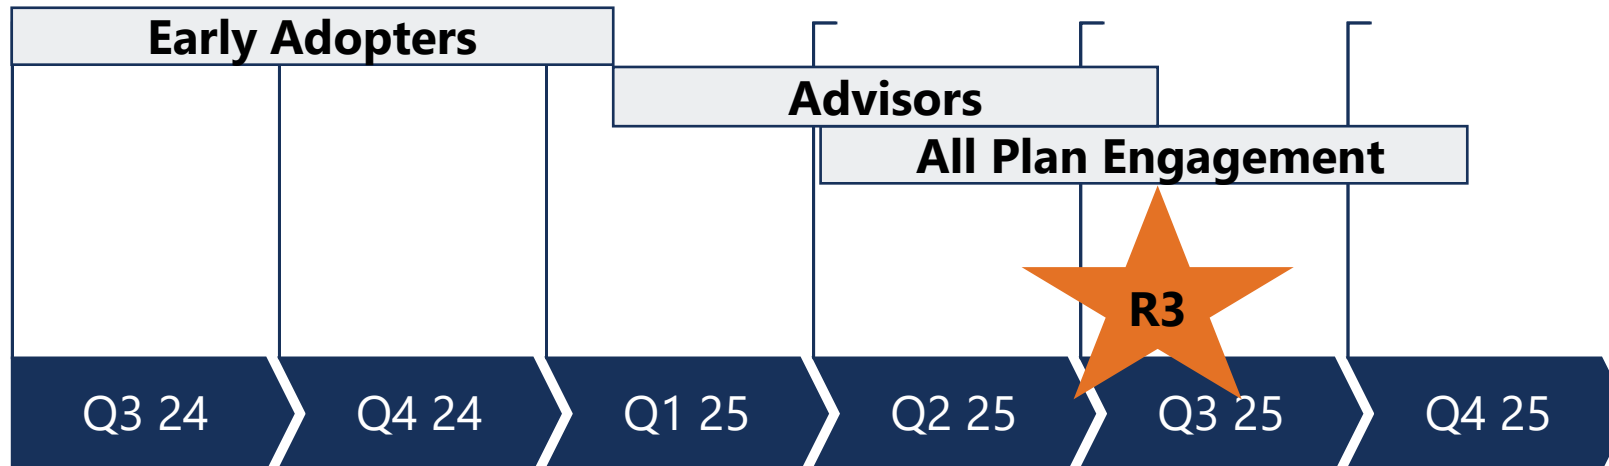 Early Adopters
Advisors
All Plan Engagement
R3
Q3 24
Q4 24
Q1 25
Q2 25
Q3 25
Q4 25